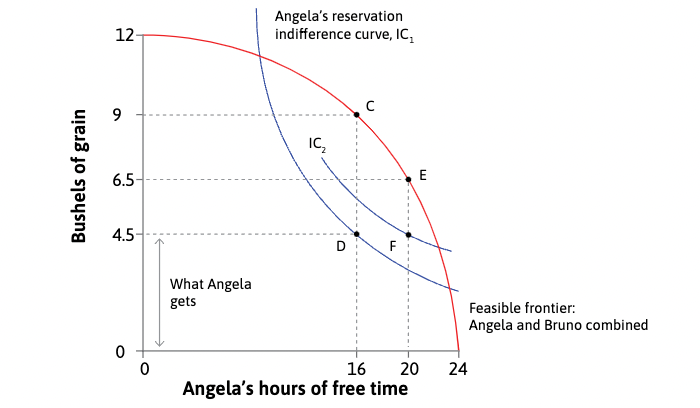 Angela’s reservation
indifference curve, IC1
12
9
C
IC2
6.5
E
4.5
D
F
What Angela
gets
Feasible frontier:
Angela and Bruno combined
0
0
16
20
24
Angela’s hours of free time
Bushels of grain